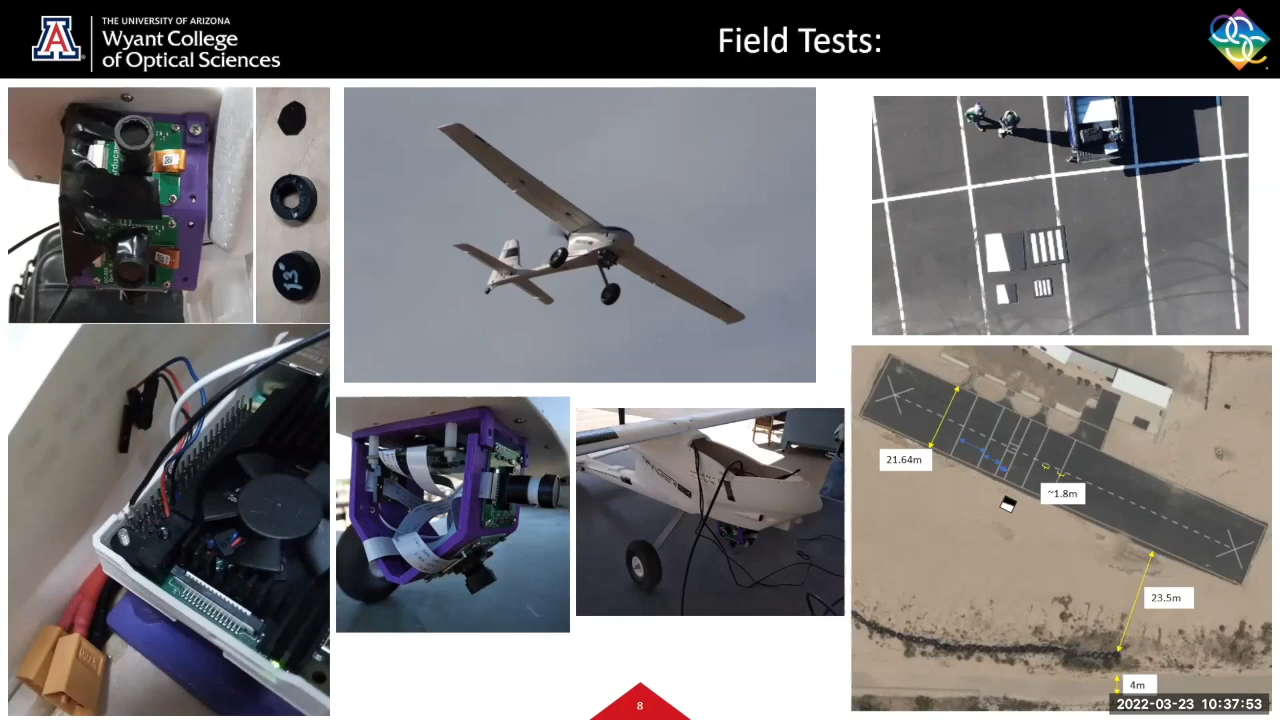 THE UNIVERSITY OF ARIZONA
Wyant College
of Optical Sciences
Field Tests:
13°
21.64m
~1.8m
23.5m
4m
8
2022-03-23 10:37:53